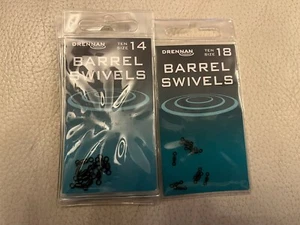 DRENNAN
TEN
SIZE 14
BARREL
SWIVELS
DRENNAN
TEN
SIZE 18
BARREL
SWIVELS